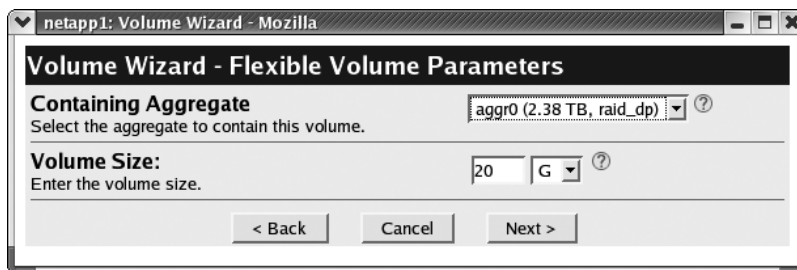 netapp1: Volume Wizard - Mozilla
Volume Wizard - Flexible Volume Parameters
Containing Aggregate
aggr0 (2.38 TB, raid_dp)
?
Select the aggregate to contain this volume.
Volume Size:
20
G
?
Enter the volume size.
< Back
Cancel
Next >